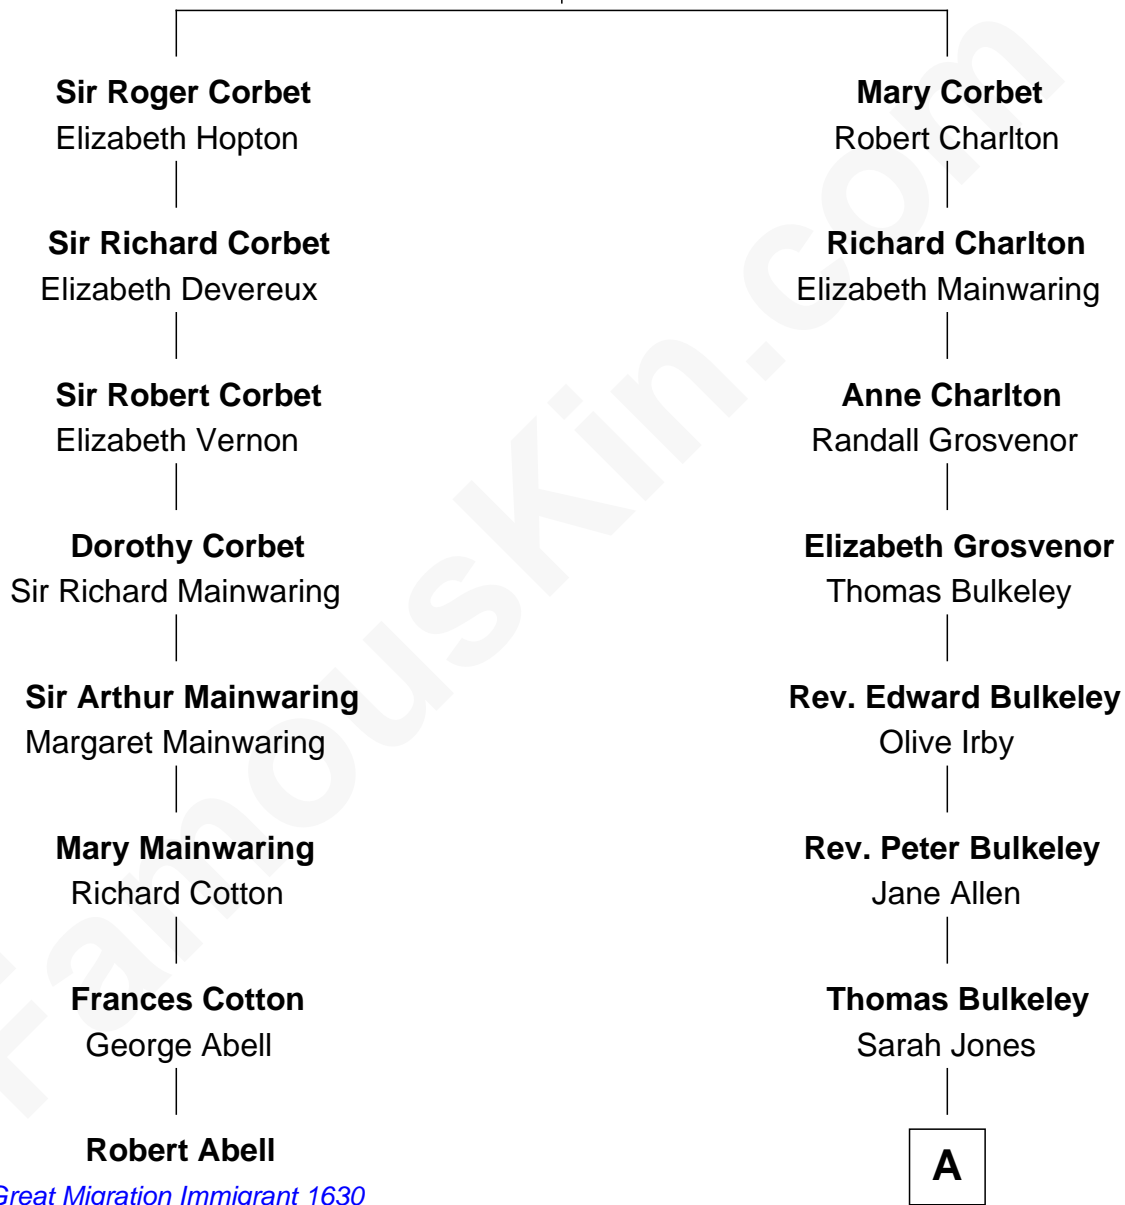 Sir Roger Corbet
Elizabeth Hopton
Mary Corbet
Robert Charlton
Sir Richard Corbet
Elizabeth Devereux
Richard Charlton
Elizabeth Mainwaring
Sir Robert Corbet
Elizabeth Vernon
Anne Charlton
Randall Grosvenor
Dorothy Corbet
Sir Richard Mainwaring
Elizabeth Grosvenor
Thomas Bulkeley
Sir Arthur Mainwaring
Margaret Mainwaring
Rev. Edward Bulkeley
Olive Irby
Mary Mainwaring
Richard Cotton
Rev. Peter Bulkeley
Jane Allen
Frances Cotton
George Abell
Thomas Bulkeley
Sarah Jones
Robert Abell
Great Migration Immigrant 1630
A
FamousKin.com